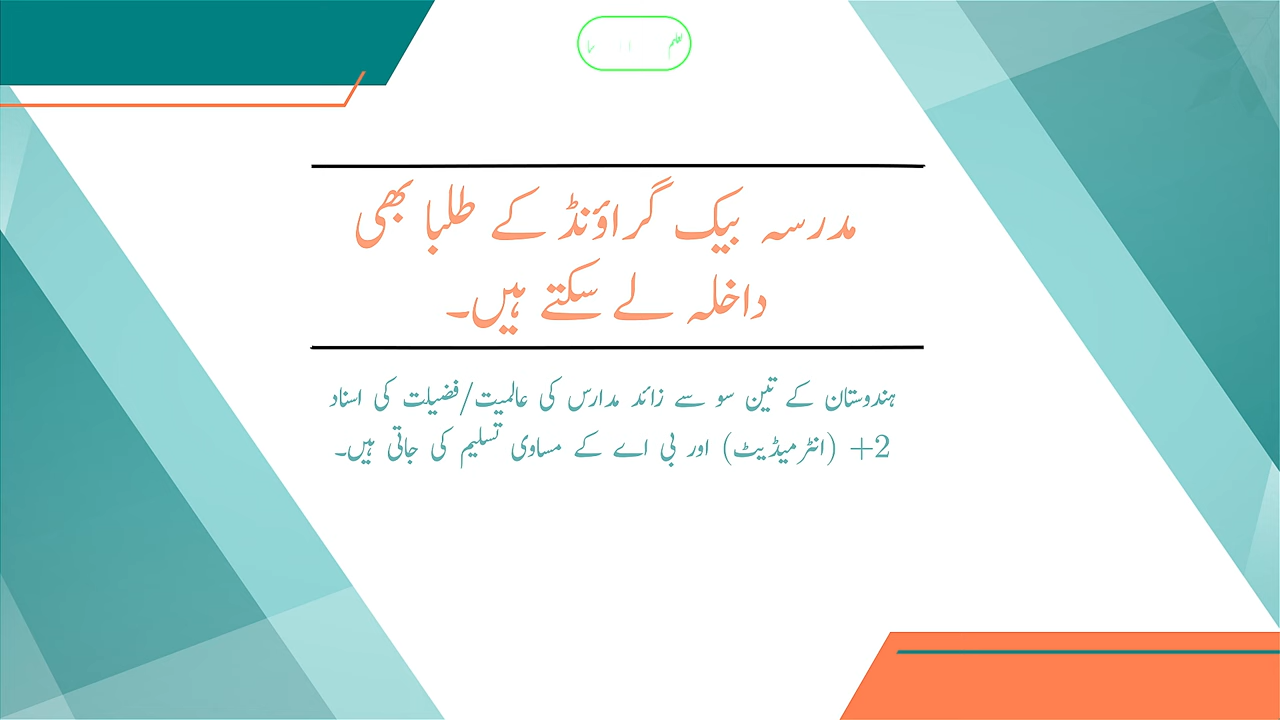 مدرسہ بیک گراؤنڈ کے طلبا بھی
داخلہ لے سکتے ہیں۔
ہندوستان کے تین سو سے زائد مدارس کی عالمیت/فضیلت کی اسناد
2+ (انٹرمیڈیٹ) اور بی اے کے مساوی تسلیم کی جاتی ہیں۔